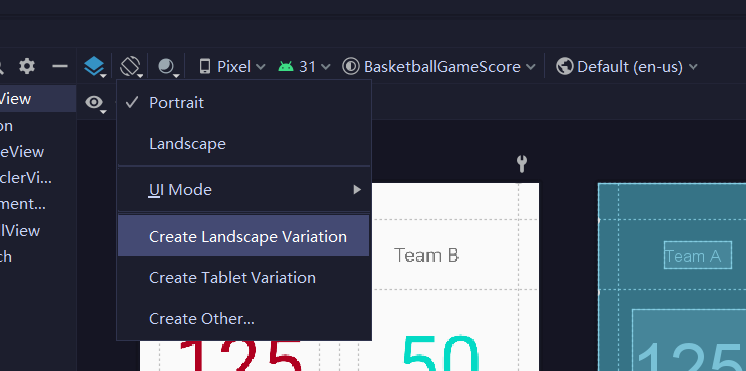 Pixel 31 BasketballGameScore Default (en-us)
View
Portrait
on
Landscape
eView
clerVi...
UI Mode
ment...
lView
Create Landscape Variation
Team B
Team A
ch
Create Tablet Variation
Create Other...
125 50 125